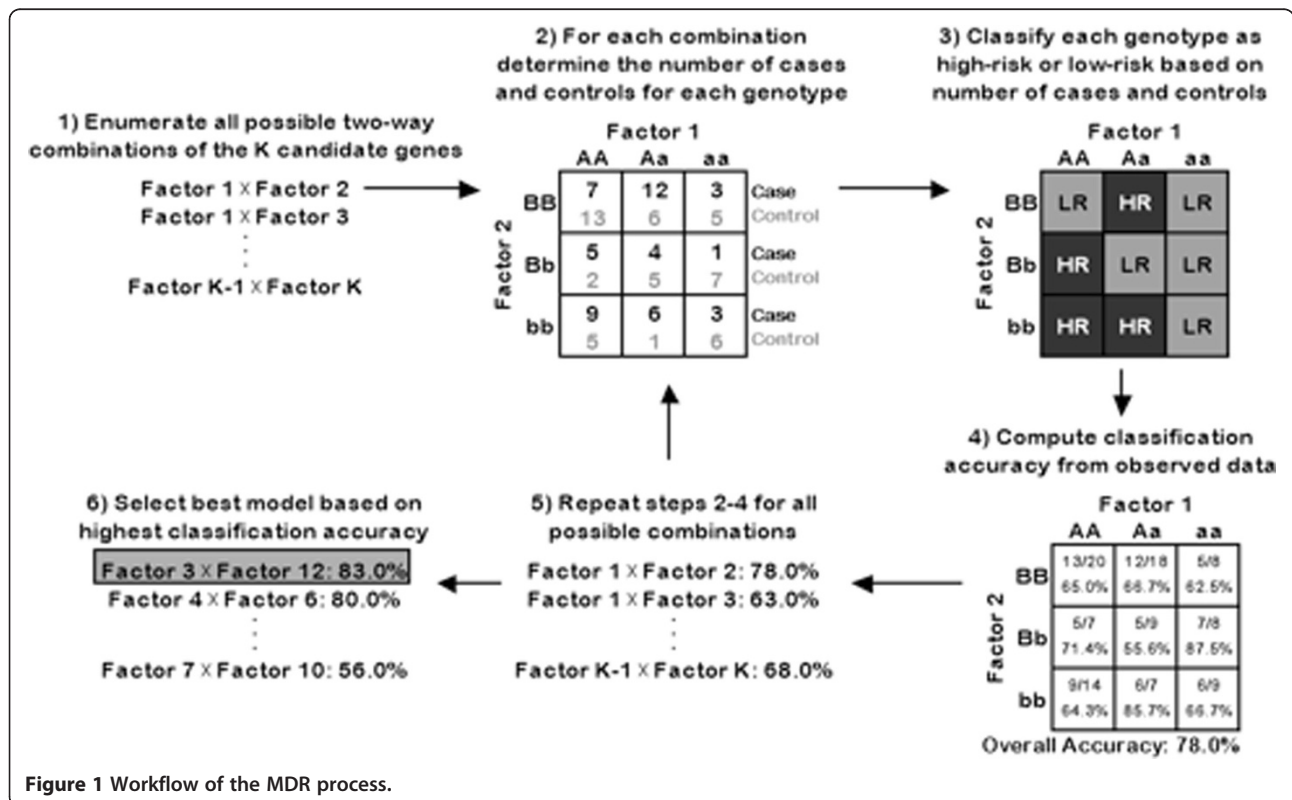 1) Enumerate all possible two-way
combinations of the K candidate genes
Factor 1 X Factor 2
Factor 1 X Factor 3
Factor K-1 X Factor K
2) For each combination
determine the number of cases
and controls for each genotype
Factor 1
AA Aa aa
Factor 2
BB 7 12 3 Case
13 6 5 Control
Bb 5 4 1 Case
2 5 7 Control
bb 9 6 3 Case
5 1 6 Control
3) Classify each genotype as
high-risk or low-risk based on
number of cases and controls
Factor 1
AA Aa aa
Factor 2
BB LR HR LR
Bb HR LR LR
bb HR HR LR
4) Compute classification
accuracy from observed data
Factor 1
AA Aa aa
Factor 2
BB 13/20 12/18 5/8
65.0% 66.7% 62.5%
Bb 5/7 5/9 7/8
71.4% 55.6% 87.5%
bb 9/14 6/7 6/9
64.3% 85.7% 66.7%
Overall Accuracy: 78.0%
5) Repeat steps 2-4 for all
possible combinations
Factor 1 X Factor 2: 78.0%
Factor 1 X Factor 3: 63.0%
Factor K-1 X Factor K: 68.0%
6) Select best model based on
highest classification accuracy
Factor 3 X Factor 12: 83.0%
Factor 4 X Factor 6: 80.0%
Factor 7 X Factor 10: 56.0%
Figure 1 Workflow of the MDR process.